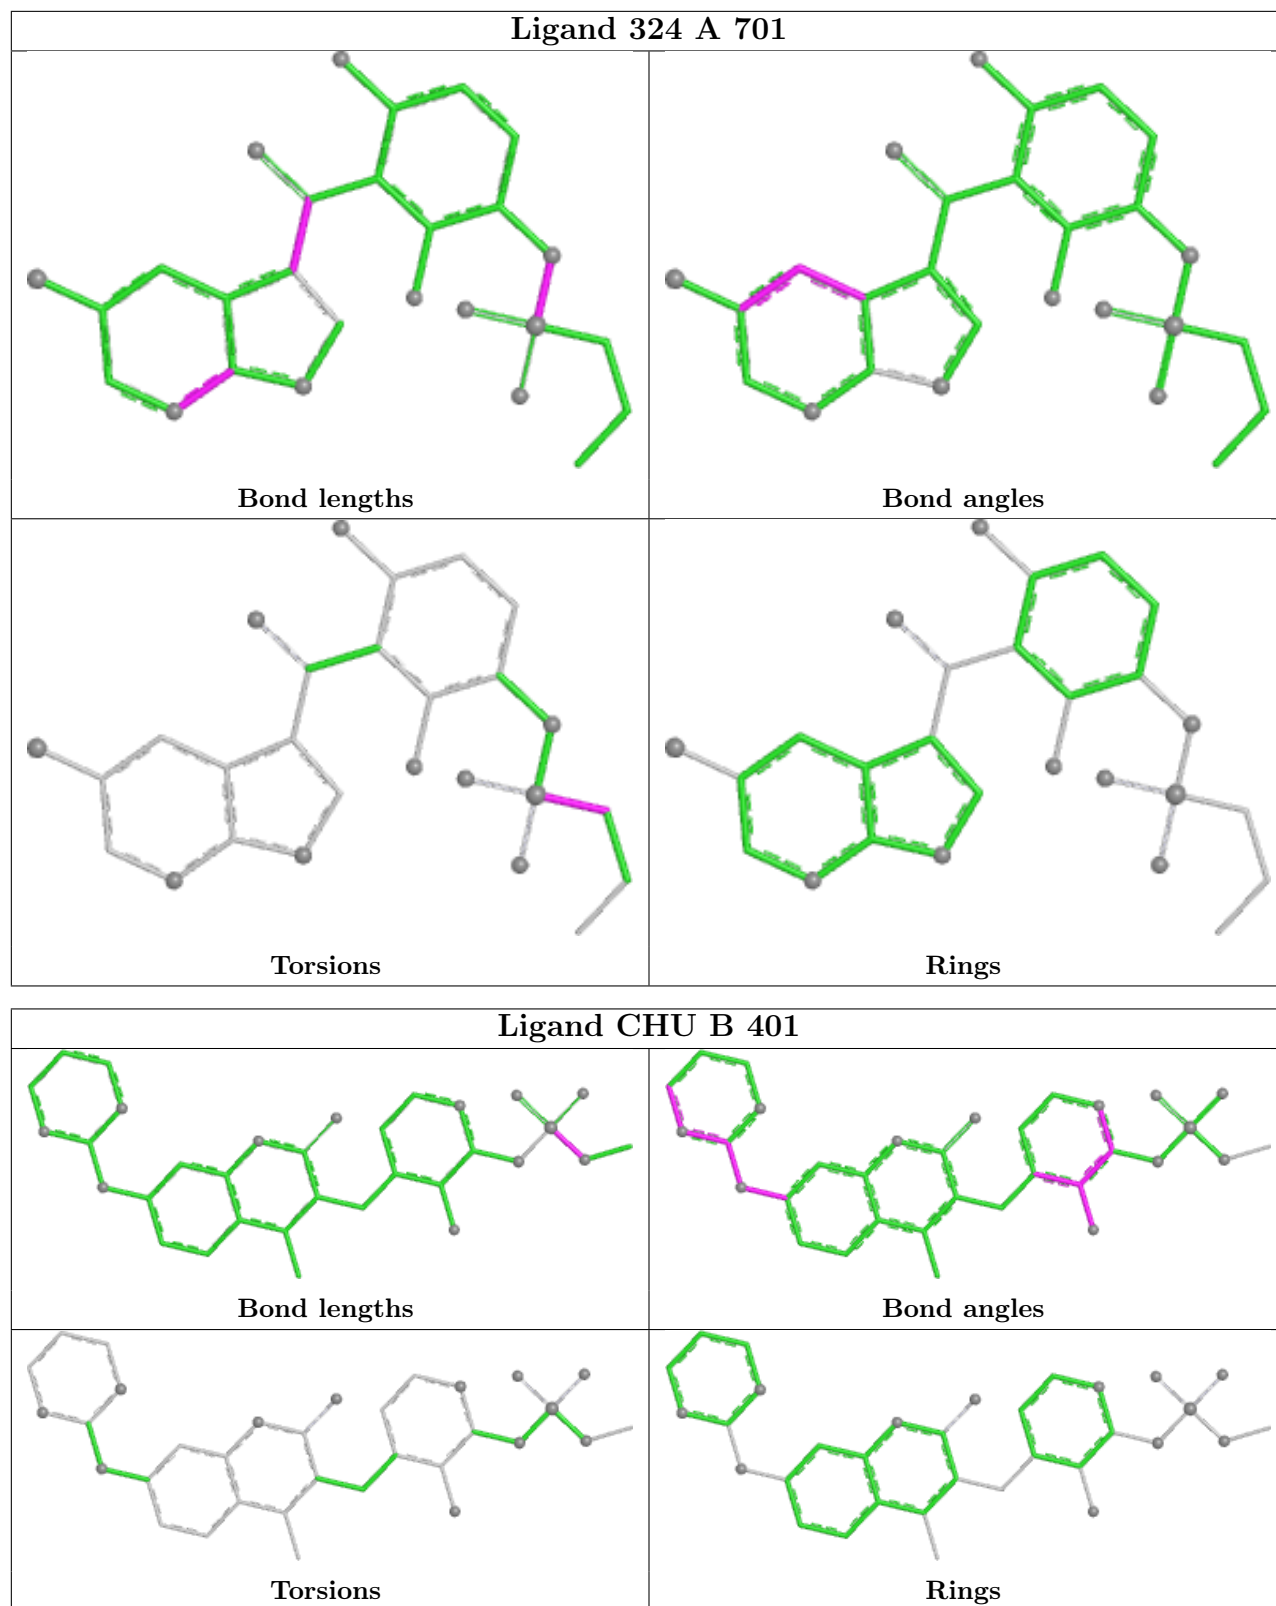 Ligand 324 A 701
Bond lengths
Bond angles
Torsions
Rings
Ligand CHU B 401
Bond lengths
Bond angles
Torsions
Rings